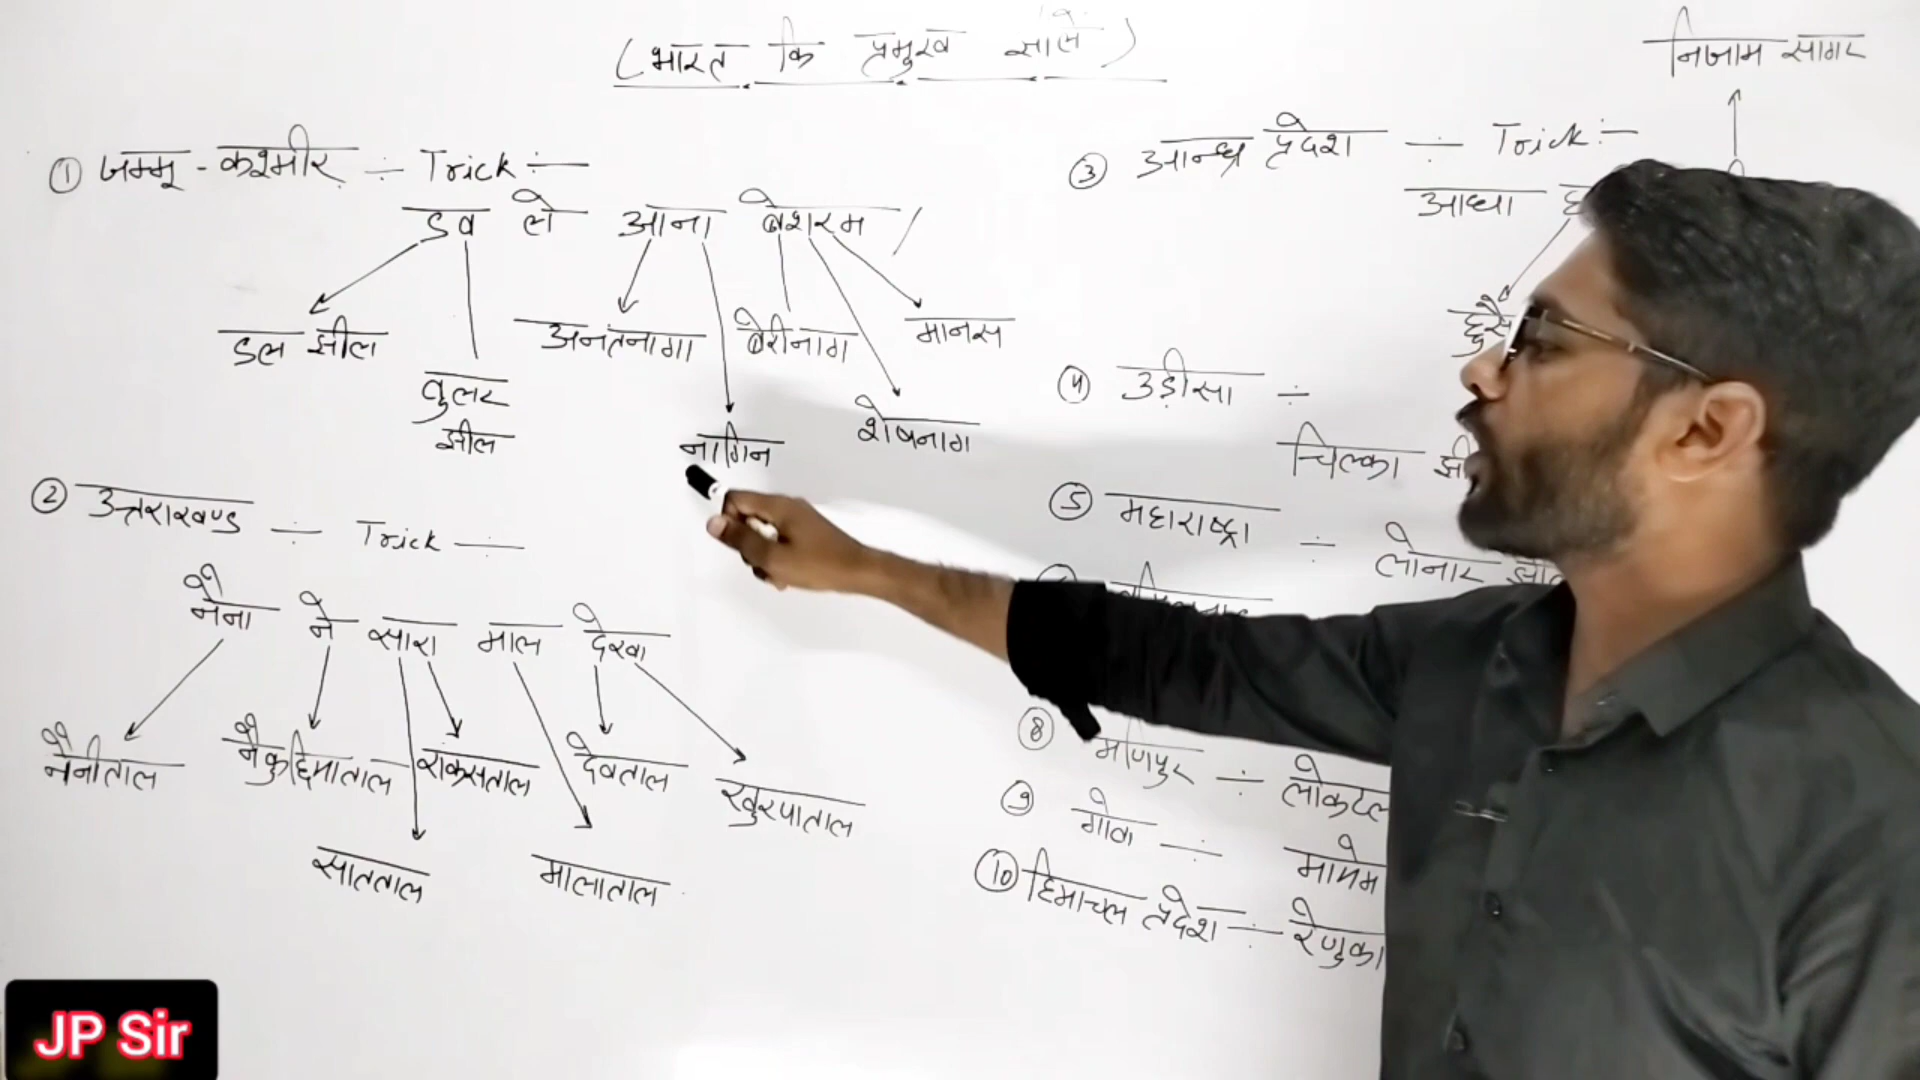 (भारत कि प्रमुख झीले)
① जम्मू - कश्मीर ÷ Trick :—
डव ले आना बेशरम /
डल झील
वुलर झील
अनंतनाग
नागिन
बेरीनाग
शेषनाग
मानस
② उत्तराखण्ड ÷ Trick ÷
नैना ने सारा माल देखा
नैनीताल
राकसताल
देवताल
खुरपाताल
सातताल
मालाताल
निजाम सागर
③ आन्ध्र प्रदेश ÷ Trick :—
आधा
④ उड़ीसा ÷
चिल्का
⑤ महाराष्ट्रा ÷ लोनार
⑧ मणिपुर ÷ लोकटल
⑨ गोवा ÷
⑩ हिमाचल प्रदेश ÷ रेणुका
JP Sir